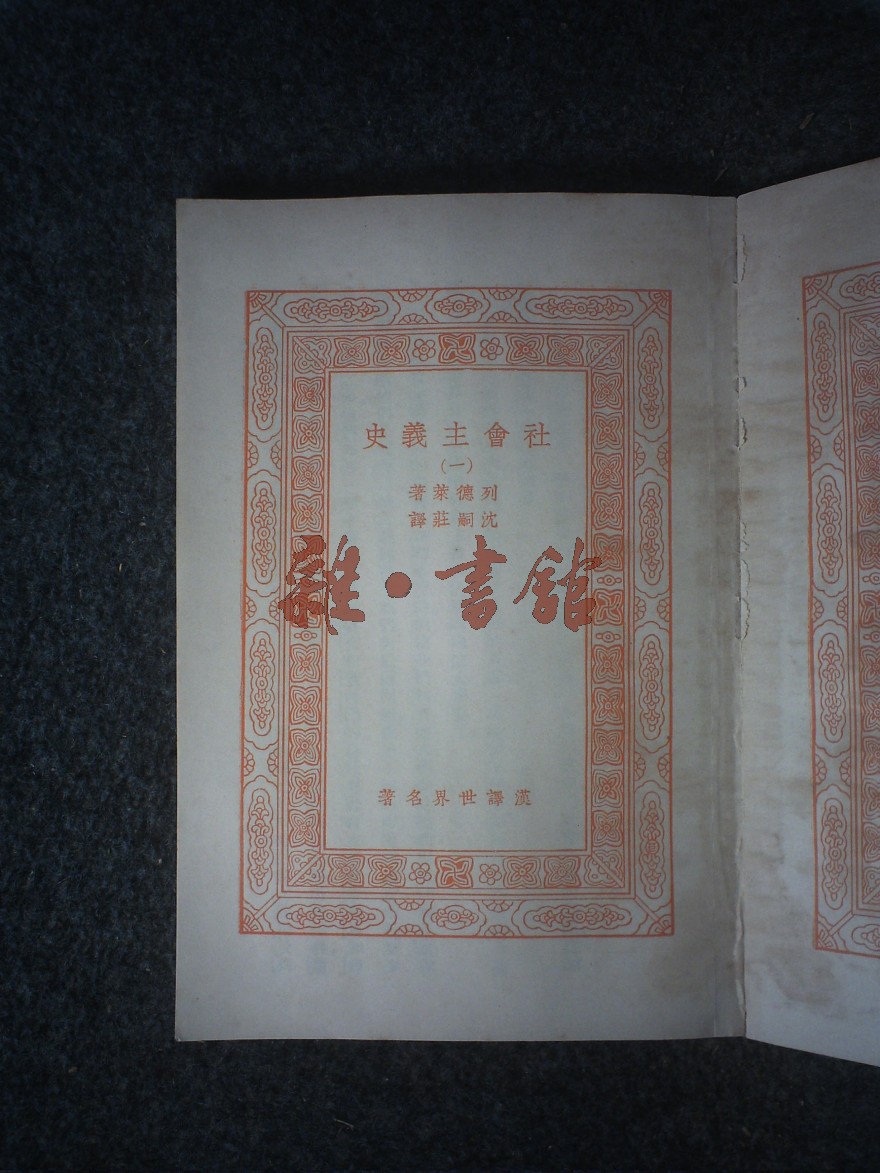 社會主義史
(一)
列德萊著
沈嗣莊譯
雜·書館
漢譯世界名著